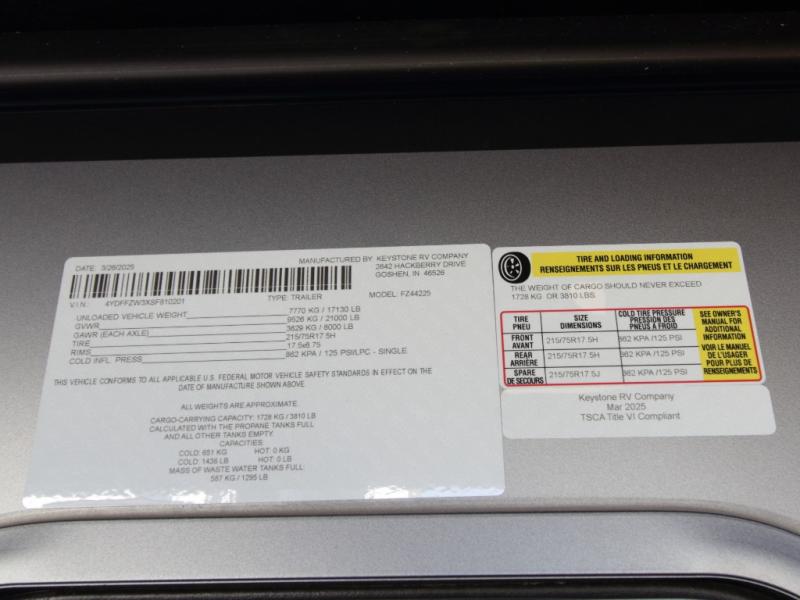 DATE: 3/26/2025
MANUFACTURED BY: KEYSTONE RV COMPANY
2642 HACKBERRY DRIVE
GOSHEN, IN 46526
V.I.N.: 4YDFFZW3XSF810201 TYPE: TRAILER MODEL: FZ44225
UNLOADED VEHICLE WEIGHT 7770 KG / 17130 LB
GVWR 9526 KG / 21000 LB
GAWR (EACH AXLE) 3629 KG / 8000 LB
TIRE 215/75R17.5H
RIMS 17.5x6.75
COLD INFL. PRESS 862 KPA / 125 PSI/LPC - SINGLE
THIS VEHICLE CONFORMS TO ALL APPLICABLE U.S. FEDERAL MOTOR VEHICLE SAFETY STANDARDS IN EFFECT ON THE
DATE OF MANUFACTURE SHOWN ABOVE.
ALL WEIGHTS ARE APPROXIMATE.
CARGO-CARRYING CAPACITY: 1728 KG / 3810 LB
CALCULATED WITH THE PROPANE TANKS FULL
AND ALL OTHER TANKS EMPTY.
CAPACITIES:
COLD: 651 KG HOT: 0 KG
COLD: 1436 LB HOT: 0 LB
MASS OF WASTE WATER TANKS FULL:
587 KG / 1295 LB
TIRE AND LOADING INFORMATION
RENSEIGNEMENTS SUR LES PNEUS ET LE CHARGEMENT
THE WEIGHT OF CARGO SHOULD NEVER EXCEED
1728 KG OR 3810 LBS.
TIRE
PNEU
SIZE
DIMENSIONS
COLD TIRE PRESSURE
PRESSION DES
PNEUS À FROID
FRONT
AVANT
215/75R17.5H
862 KPA /125 PSI
REAR
ARRIÈRE
215/75R17.5H
862 KPA /125 PSI
SPARE
DE SECOURS
215/75R17.5J
862 KPA /125 PSI
SEE OWNER'S
MANUAL FOR
ADDITIONAL
INFORMATION
VOIR LE MANUEL
DE L'USAGER
POUR PLUS DE
RENSEIGNEMENTS
Keystone RV Company
Mar 2025
TSCA Title VI Compliant